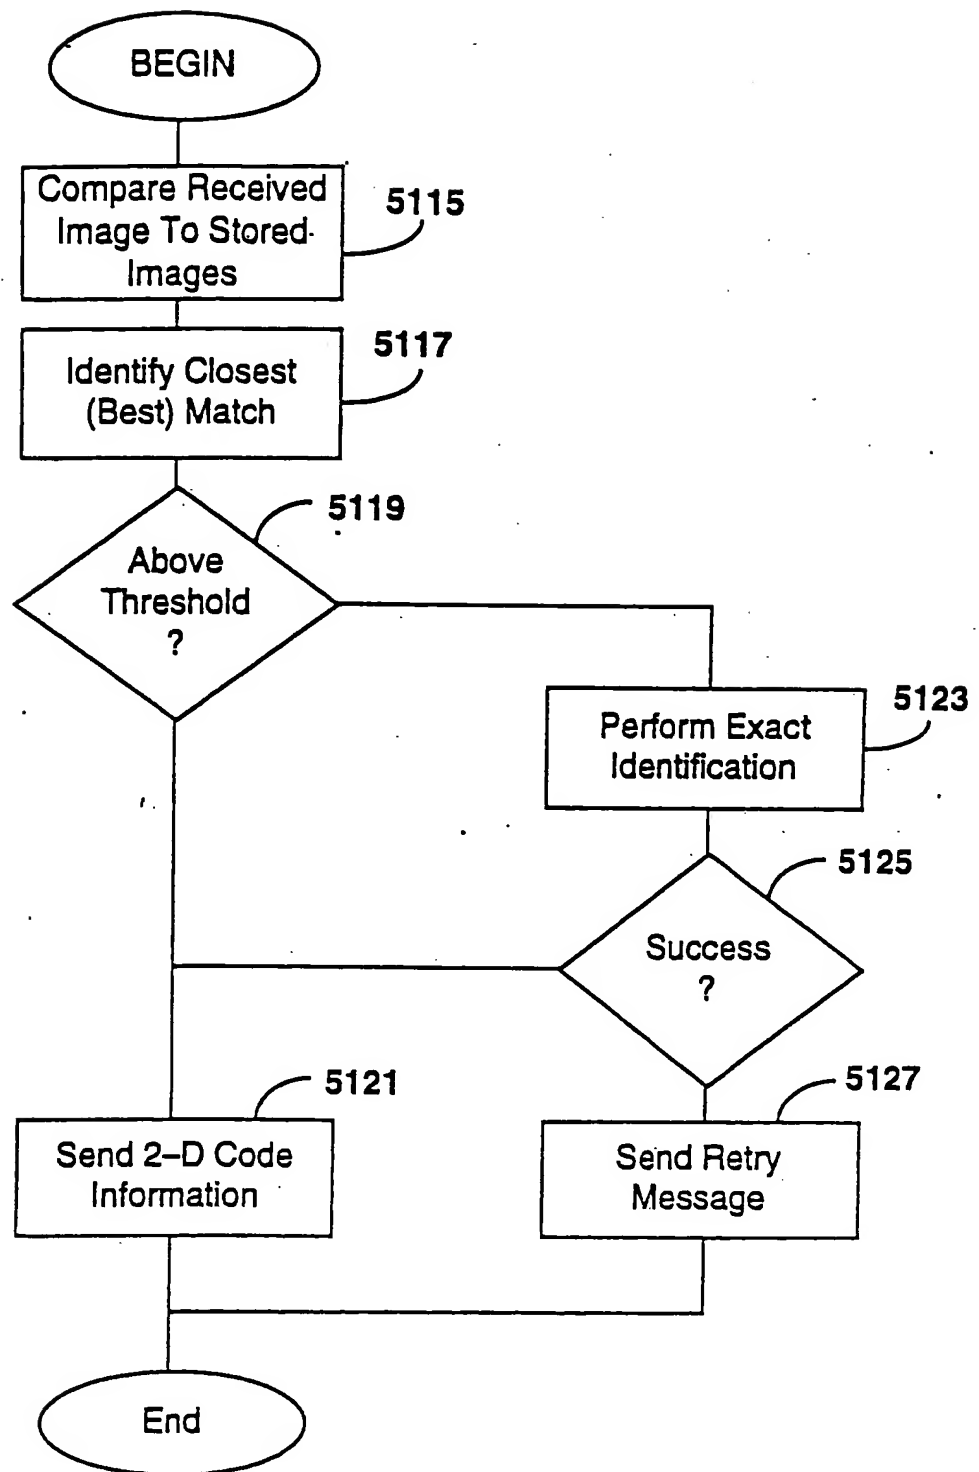 BEGIN
Compare Received
Image To Stored
Images
5115
Identify Closest
(Best) Match
5117
Above
Threshold
?
5119
Perform Exact
Identification
5123
Success
?
5125
Send 2-D Code
Information
5121
Send Retry
Message
5127
End